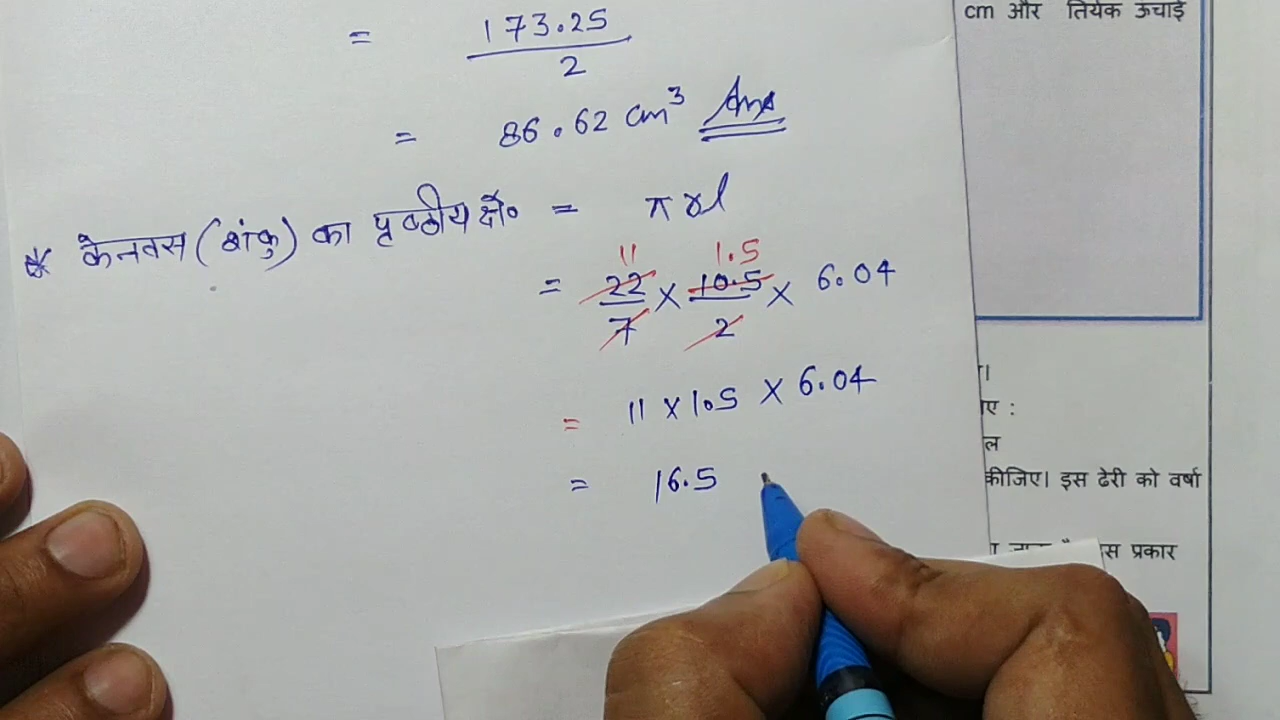 cm और तिर्यक ऊंचाई
= 173.25
2
= 86.62 cm³ Ans
* केनवस (शंकु) का पृष्ठीय क्षे० = πrl
11 1.5
= 22/7 × 10.5/2 × 6.04
= 11 × 1.5 × 6.04
= 16.5
।
ए :
ल
कीजिए। इस ढेरी को वर्षा
स प्रकार